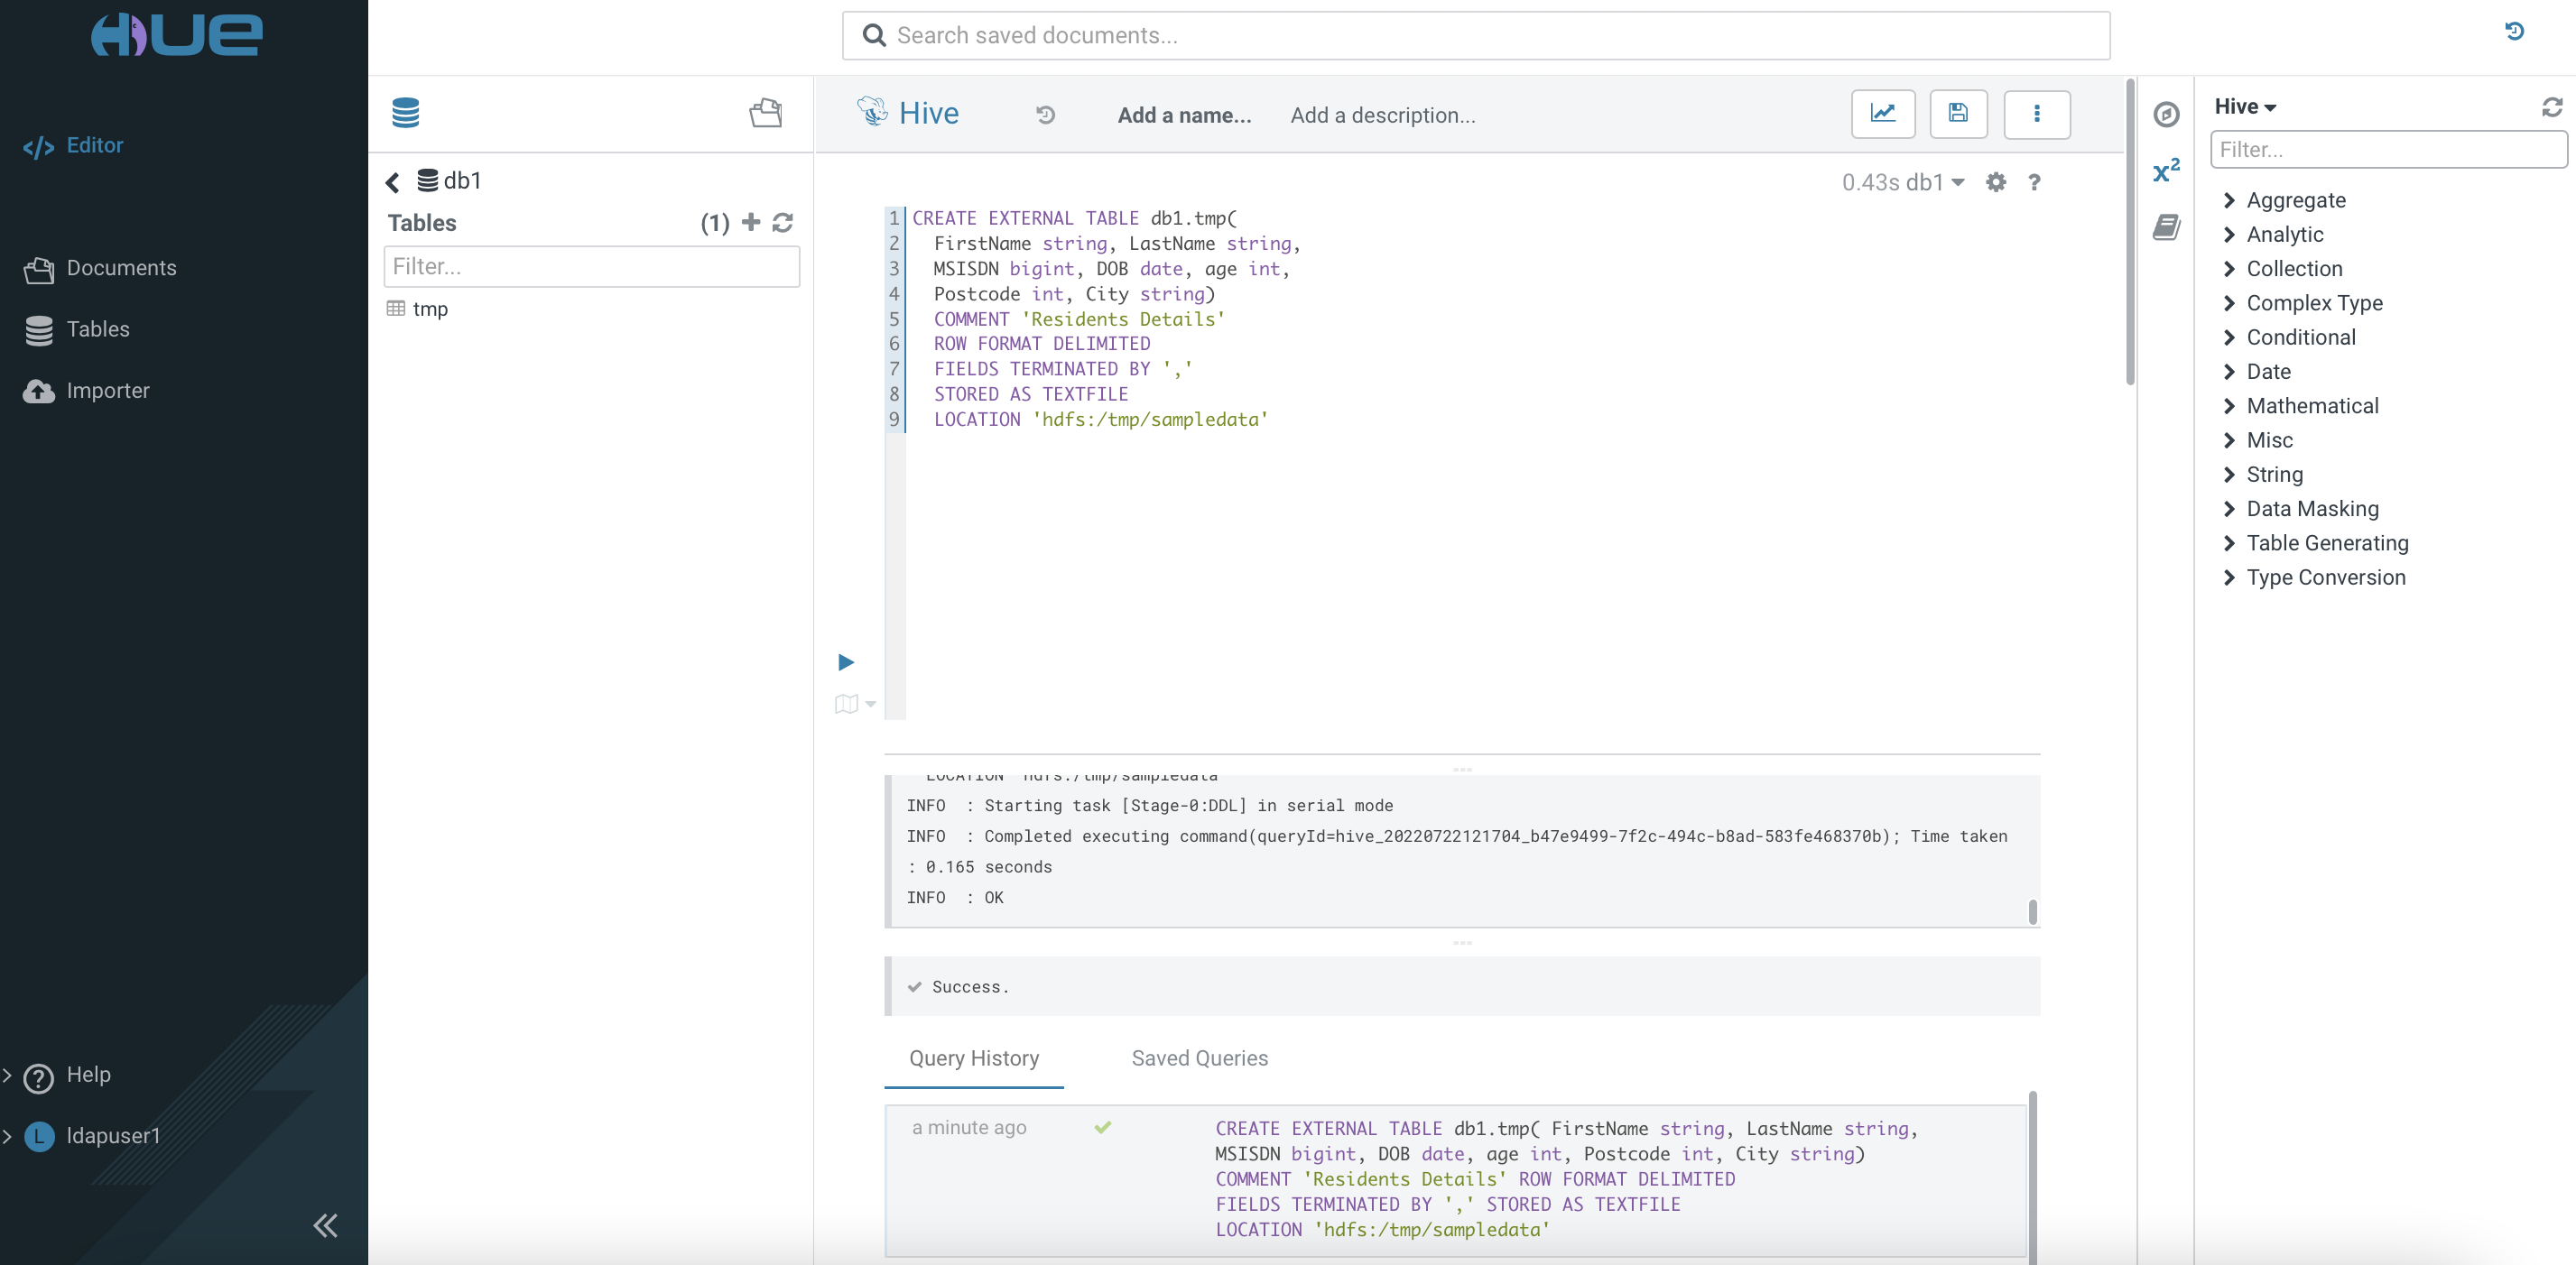 HUE
Search saved documents...
Editor
Documents
Tables
Importer
Help
L ldapuser1
db1
Tables (1)
Filter...
tmp
Hive Add a name... Add a description...
0.43s db1 ?
1 CREATE EXTERNAL TABLE db1.tmp(
2 FirstName string, LastName string,
3 MSISDN bigint, DOB date, age int,
4 Postcode int, City string)
5 COMMENT 'Residents Details'
6 ROW FORMAT DELIMITED
7 FIELDS TERMINATED BY ','
8 STORED AS TEXTFILE
9 LOCATION 'hdfs:/tmp/sampledata'
LOCATION 'hdfs:/tmp/sampledata'
INFO : Starting task [Stage-0:DDL] in serial mode
INFO : Completed executing command(queryId=hive_20220722121704_b47e9499-7f2c-494c-b8ad-583fe468370b); Time taken
: 0.165 seconds
INFO : OK
Success.
Query History Saved Queries
a minute ago
CREATE EXTERNAL TABLE db1.tmp( FirstName string, LastName string,
MSISDN bigint, DOB date, age int, Postcode int, City string)
COMMENT 'Residents Details' ROW FORMAT DELIMITED
FIELDS TERMINATED BY ',' STORED AS TEXTFILE
LOCATION 'hdfs:/tmp/sampledata'
x²
Hive
Filter...
Aggregate
Analytic
Collection
Complex Type
Conditional
Date
Mathematical
Misc
String
Data Masking
Table Generating
Type Conversion